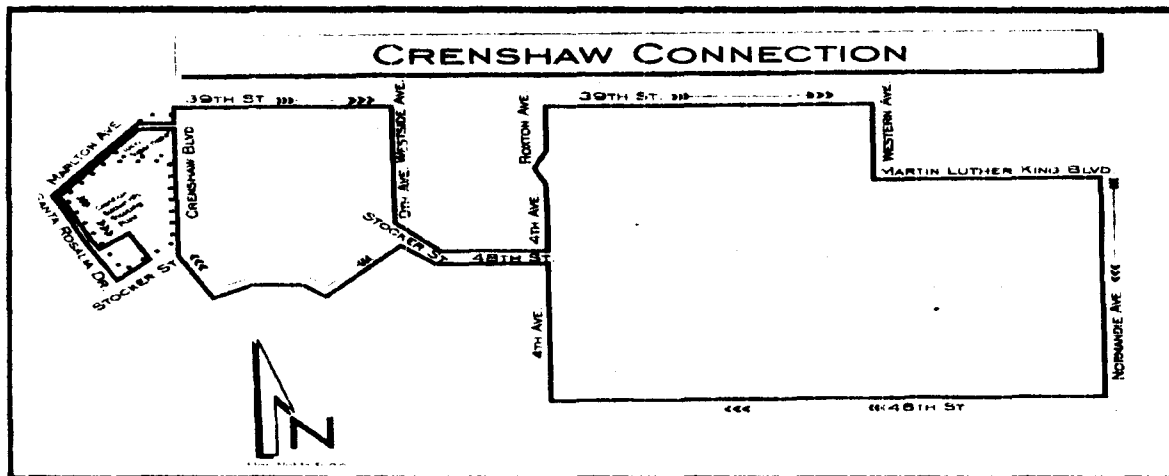 CRENSHAW CONNECTION
39TH ST >>>
>>>
39TH ST. >>>
>>>
MARLTON AVE
CRENSHAW BLVD
WESTSIDE AVE.
ROXTON AVE.
WESTERN AVE.
MARTIN LUTHER KING BLVD
SANTA ROSALIA DR
STOCKER ST
<<<
STOCKER ST
4TH AVE
48TH ST
4TH AVE.
NORMANDIE AVE <<<
<<<
<<<48TH ST
N